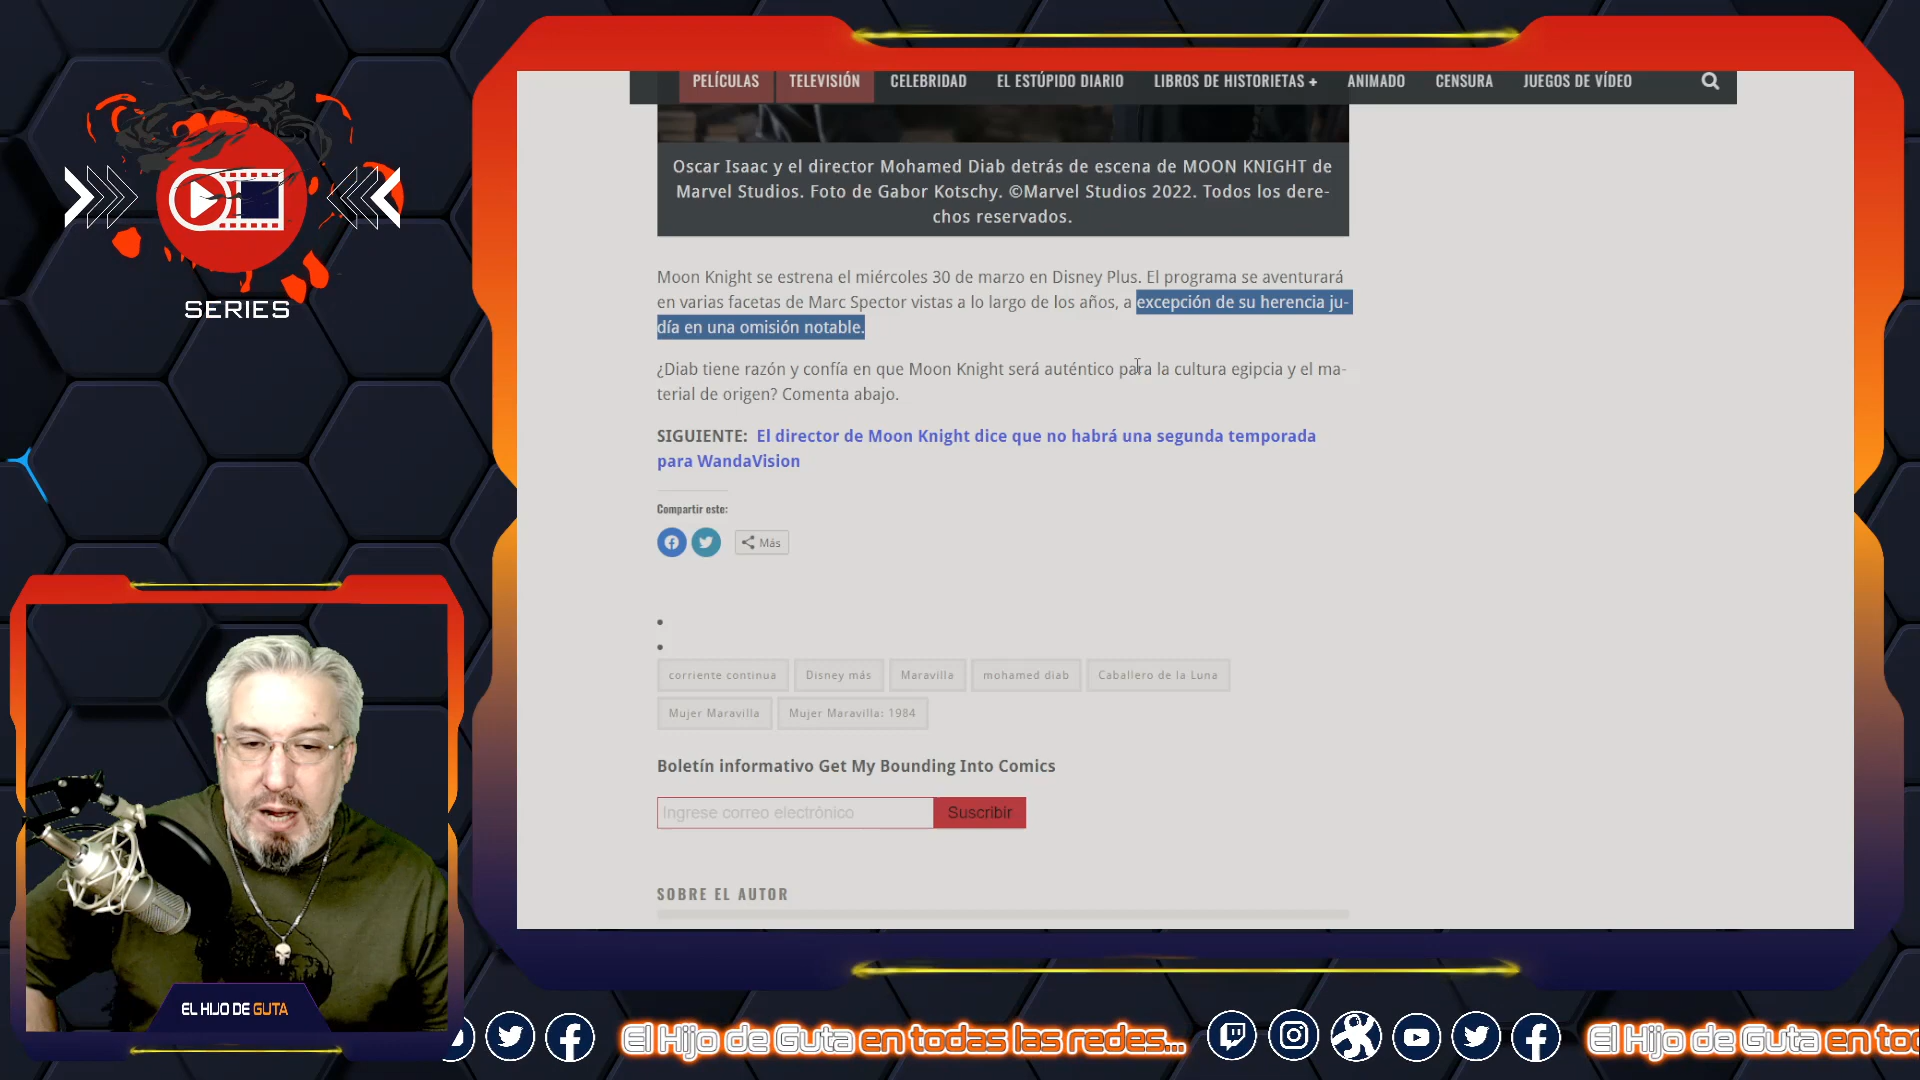 PELÍCULAS TELEVISIÓN CELEBRIDAD EL ESTÚPIDO DIARIO LIBROS DE HISTORIETAS + ANIMADO CENSURA JUEGOS DE VÍDEO
Oscar Isaac y el director Mohamed Diab detrás de escena de MOON KNIGHT de
Marvel Studios. Foto de Gabor Kotschy. ©Marvel Studios 2022. Todos los dere-
chos reservados.
Moon Knight se estrena el miércoles 30 de marzo en Disney Plus. El programa se aventurará
en varias facetas de Marc Spector vistas a lo largo de los años, a excepción de su herencia ju-
día en una omisión notable.
¿Diab tiene razón y confía en que Moon Knight será auténtico para la cultura egipcia y el ma-
terial de origen? Comenta abajo.
SIGUIENTE: El director de Moon Knight dice que no habrá una segunda temporada
para WandaVision
Compartir este:
Más
corriente continua Disney más Maravilla mohamed diab Caballero de la Luna
Mujer Maravilla Mujer Maravilla: 1984
Boletín informativo Get My Bounding Into Comics
Ingrese correo electrónico Suscribir
SOBRE EL AUTOR
SERIES
EL HIJO DE GUTA
El Hijo de Guta en todas las redes... El Hijo de Guta en tod